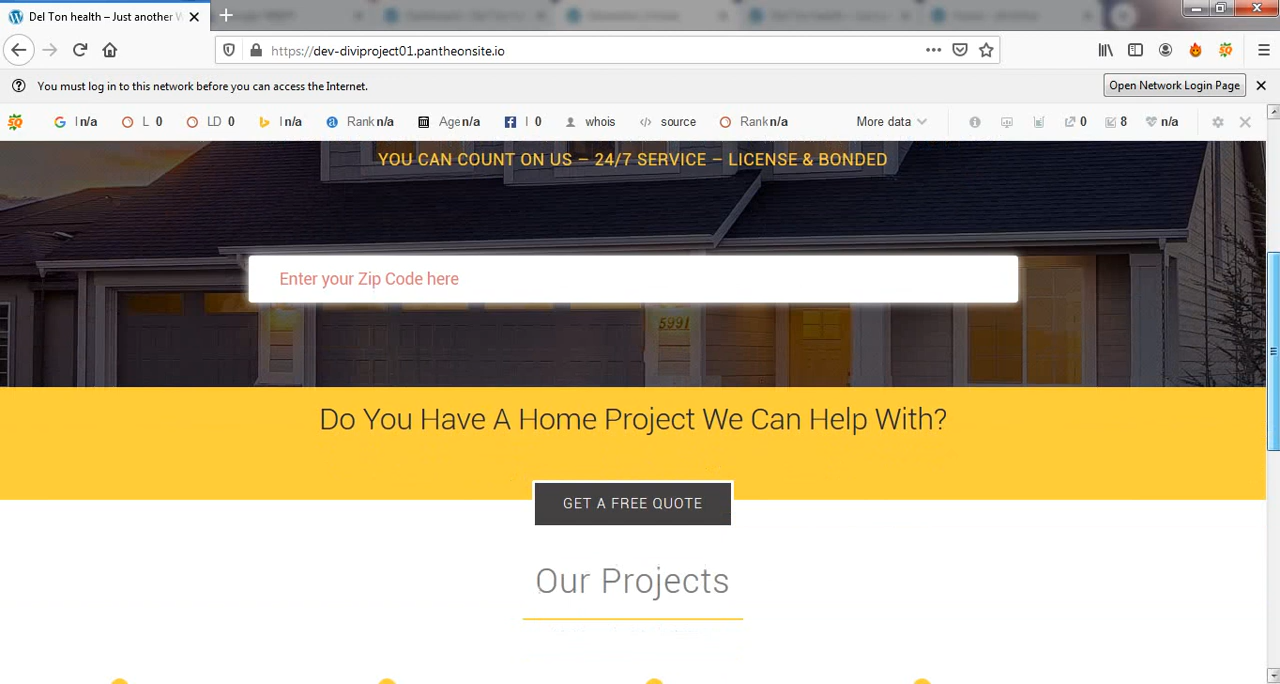 Del Ton health – Just another W
https://dev-diviproject01.pantheonsite.io
You must log in to this network before you can access the Internet.
Open Network Login Page
I n/a
L 0
LD 0
I n/a
Rank n/a
Age n/a
I 0
whois
source
Rank n/a
More data
0
8
n/a
YOU CAN COUNT ON US – 24/7 SERVICE – LICENSE & BONDED
Enter your Zip Code here
5991
Do You Have A Home Project We Can Help With?
GET A FREE QUOTE
Our Projects